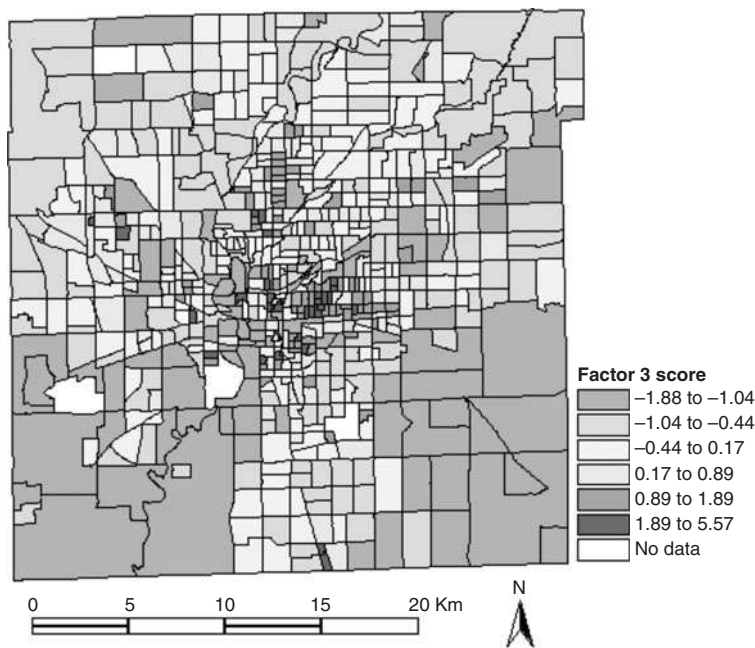 Factor 3 score
–1.88 to –1.04
–1.04 to –0.44
–0.44 to 0.17
0.17 to 0.89
0.89 to 1.89
1.89 to 5.57
No data
0 5 10 15 20 Km
N